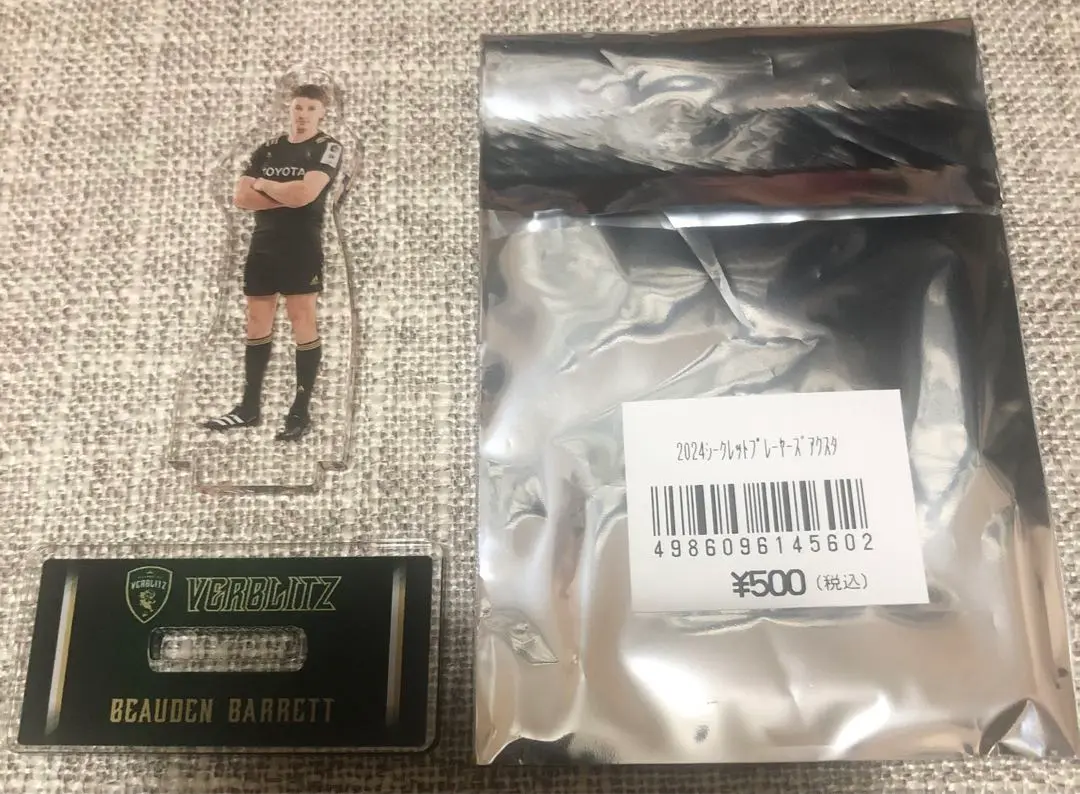 TOYOTA
VERBLITZ
VERBLITZ
BEAUDEN BARRETT
2024ｼｰｸﾚｯﾄﾌﾟﾚｰﾔｰｽﾞｱｸｽﾀ
4986096145602
¥500(税込)